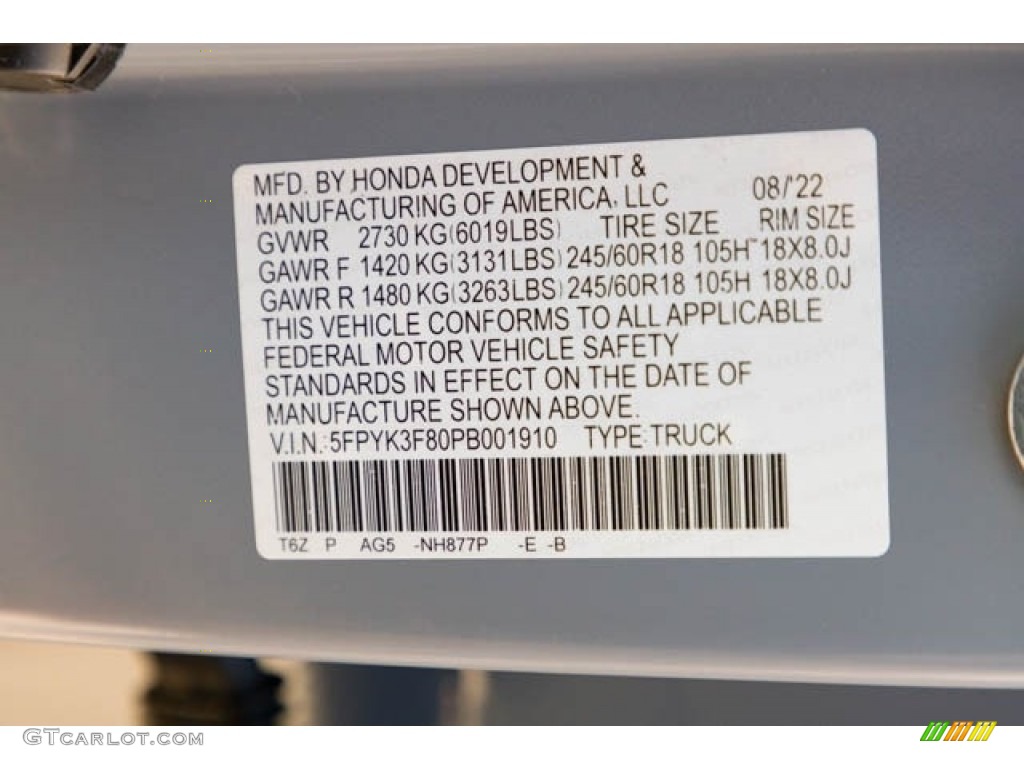 MFD. BY HONDA DEVELOPMENT &
MANUFACTURING OF AMERICA, LLC 08/'22
GVWR 2730 KG(6019LBS) TIRE SIZE RIM SIZE
GAWR F 1420 KG(3131LBS) 245/60R18 105H 18X8.0J
GAWR R 1480 KG(3263LBS) 245/60R18 105H 18X8.0J
THIS VEHICLE CONFORMS TO ALL APPLICABLE
FEDERAL MOTOR VEHICLE SAFETY
STANDARDS IN EFFECT ON THE DATE OF
MANUFACTURE SHOWN ABOVE.
V.I.N.: 5FPYK3F80PB001910 TYPE: TRUCK
T6Z P AG5 -NH877P -E -B
GTCARLOT.COM